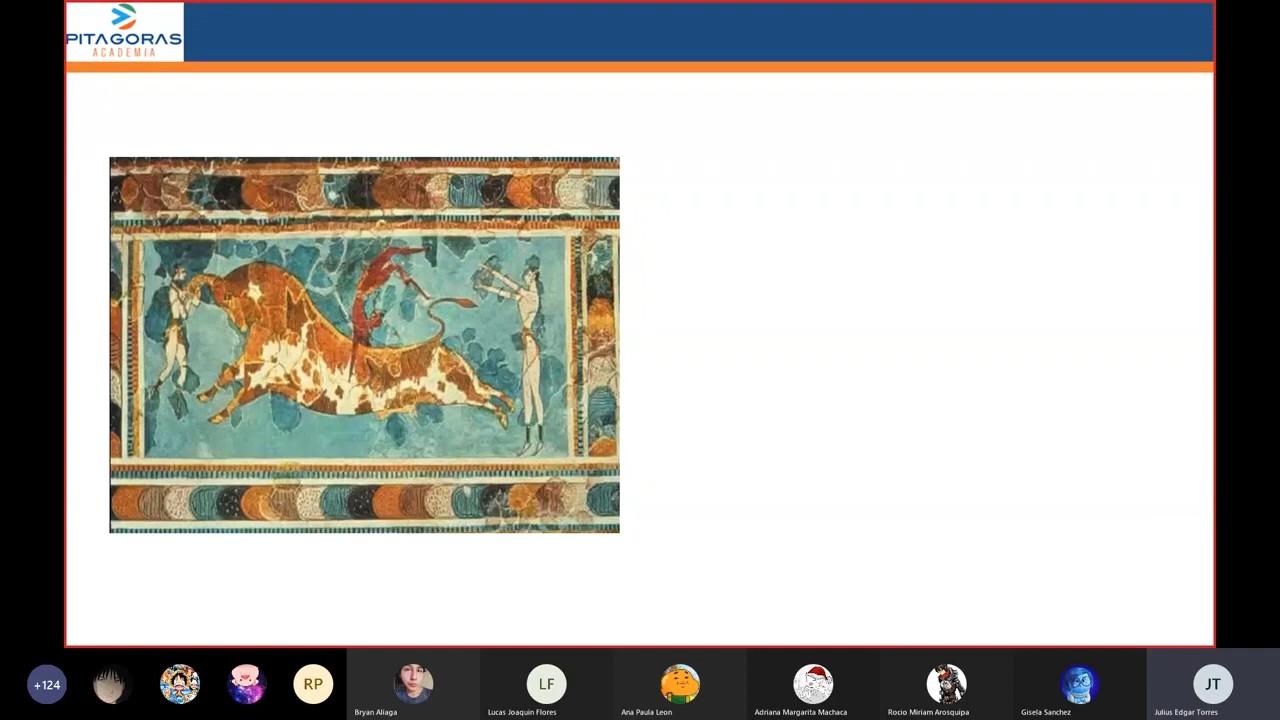 PITAGORAS
ACADEMIA
+124
RP
LF
JT
Bryan Aliaga
Lucas Joaquin Flores
Ana Paula Leon
Adriana Margarita Machaca
Rocio Miriam Arosquipa
Gisela Sanchez
Julius Edgar Torres